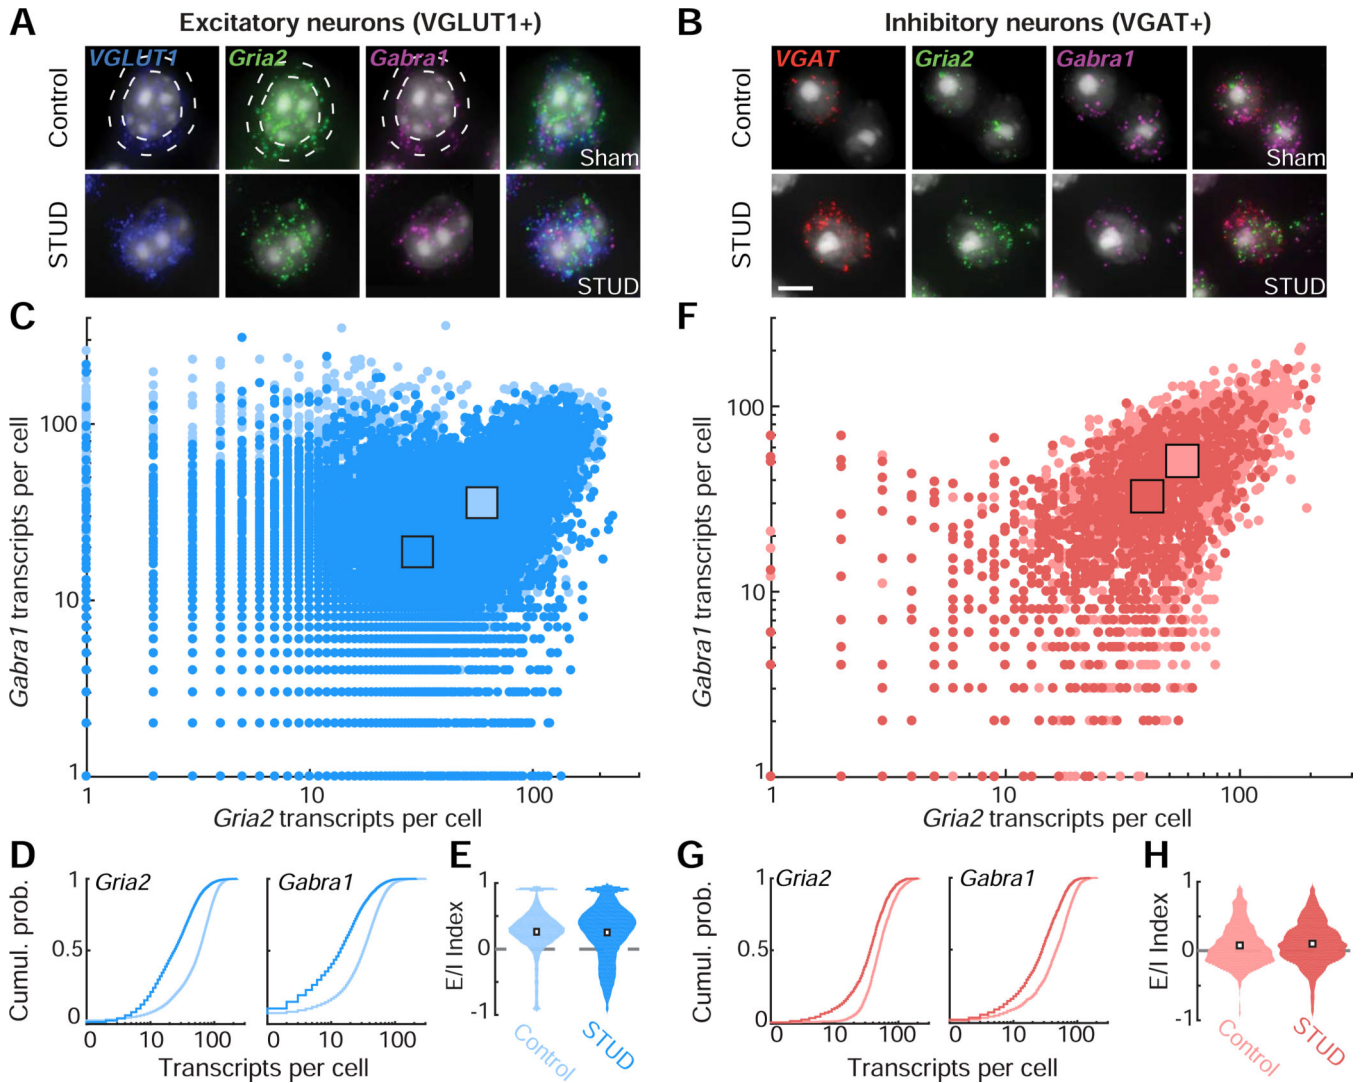 A Excitatory neurons (VGLUT1+)
VGLUT1 Gria2 Gabra1
Control
Sham
STUD
STUD
B Inhibitory neurons (VGAT+)
VGAT Gria2 Gabra1
Control
Sham
STUD
STUD
C
Gabra1 transcripts per cell
100
10
1
1 10 100
Gria2 transcripts per cell
F
Gabra1 transcripts per cell
100
10
1
1 10 100
Gria2 transcripts per cell
D
Cumul. prob.
1
0.5
0
Gria2
0 10 100
Gabra1
0 10 100
Transcripts per cell
E
E/I Index
1
0
-1
Control STUD
G
Cumul. prob.
1
0.5
0
Gria2
0 10 100
Gabra1
0 10 100
Transcripts per cell
H
E/I Index
1
0
-1
Control STUD